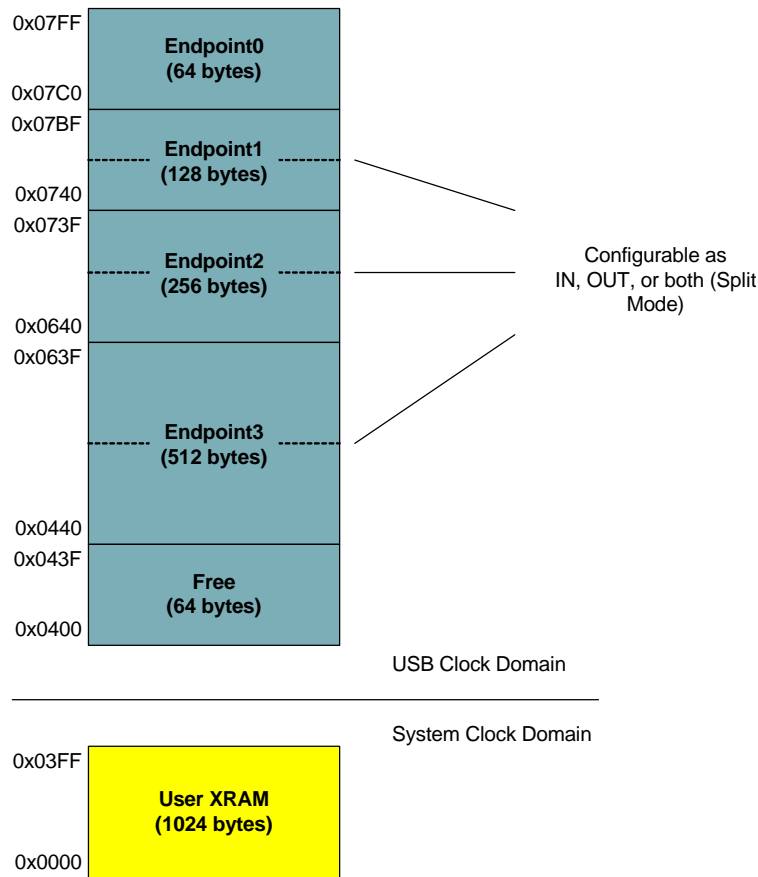 0x07FF
Endpoint0
(64 bytes)
0x07C0
0x07BF
Endpoint1
(128 bytes)
0x0740
0x073F
Endpoint2
(256 bytes)
0x0640
0x063F
Endpoint3
(512 bytes)
0x0440
0x043F
Free
(64 bytes)
0x0400
Configurable as
IN, OUT, or both (Split
Mode)
USB Clock Domain
System Clock Domain
0x03FF
User XRAM
(1024 bytes)
0x0000